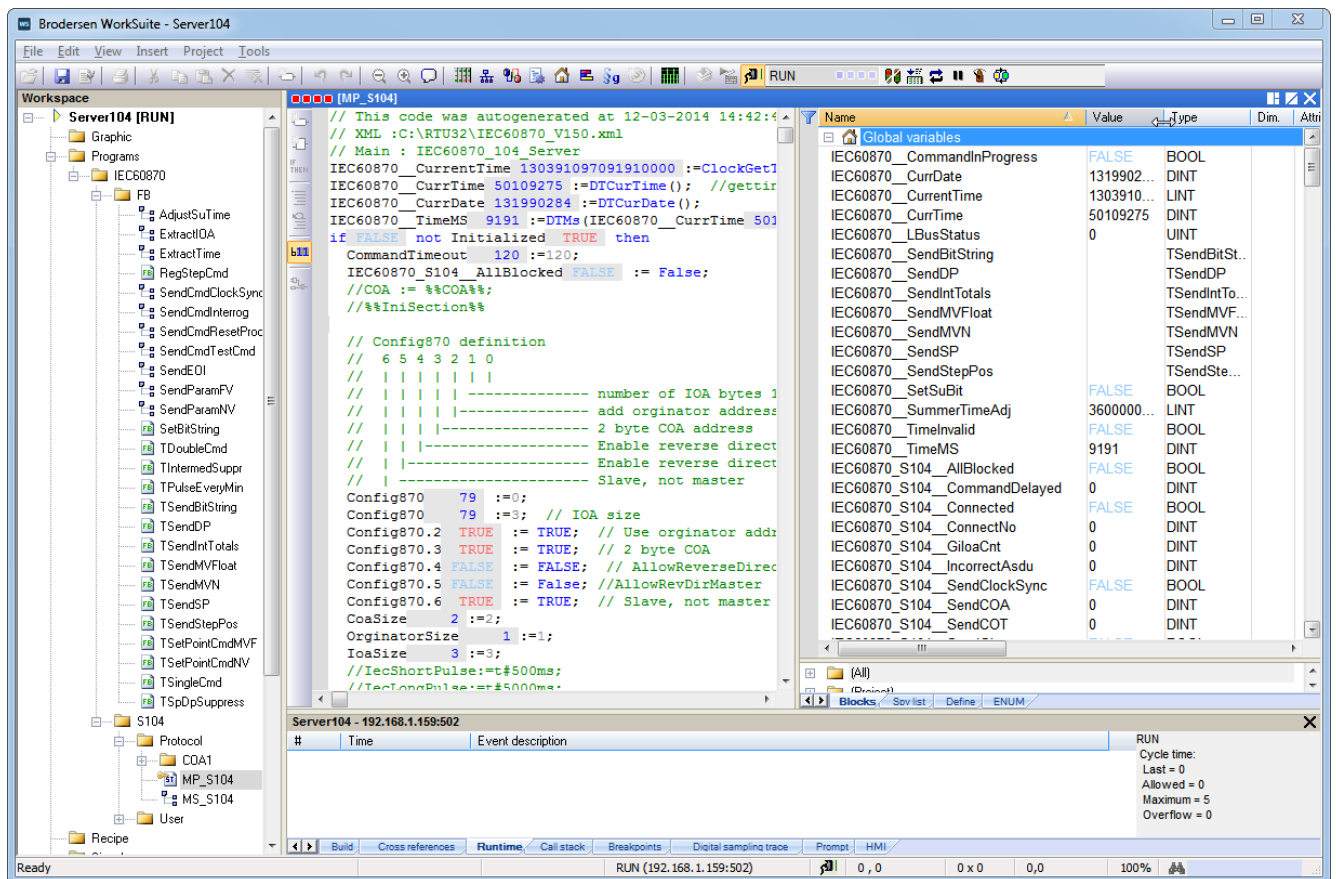 Brodersen WorkSuite - Server104
File Edit View Insert Project Tools
RUN
Workspace
Server104 [RUN]
Graphic
Programs
IEC60870
FB
AdjustSuTime
ExtractIOA
ExtractTime
RegStepCmd
SendCmdClockSync
SendCmdInterrog
SendCmdResetProc
SendCmdTestCmd
SendEOI
SendParamFV
SendParamNV
SetBitString
TDoubleCmd
TIntermedSuppr
TPulseEveryMin
TSendBitString
TSendDP
TSendIntTotals
TSendMVFloat
TSendMVN
TSendSP
TSendStepPos
TSetPointCmdMVF
TSetPointCmdNV
TSingleCmd
TSpDpSuppress
S104
Protocol
COA1
MP_S104
MS_S104
User
Recipe
[MP_S104]
IF THEN
// This code was autogenerated at 12-03-2014 14:42:4
// XML :C:\RTU32\IEC60870_V150.xml
// Main : IEC60870_104_Server
IEC60870__CurrentTime 130391097091910000 :=ClockGetT
IEC60870__CurrTime 50109275 :=DTCurTime(); //gettin
IEC60870__CurrDate 131990284 :=DTCurDate();
IEC60870__TimeMS 9191 :=DTMs(IEC60870__CurrTime 501
if FALSE not Initialized TRUE then
CommandTimeout 120 :=120;
IEC60870_S104__AllBlocked FALSE := False;
//COA := %%COA%%;
//%%IniSection%%
// Config870 definition
// 6 5 4 3 2 1 0
// | | | | | | |
// | | | | | --------------- number of IOA bytes 1
// | | | | |---------------- add orginator address
// | | | |------------------ 2 byte COA address
// | | |-------------------- Enable reverse direct
// | |---------------------- Enable reverse direct
// | ----------------------- Slave, not master
Config870 79 :=0;
Config870 79 :=3; // IOA size
Config870.2 TRUE := TRUE; // Use orginator addr
Config870.3 TRUE := TRUE; // 2 byte COA
Config870.4 FALSE := FALSE; // AllowReverseDirec
Config870.5 FALSE := False; //AllowRevDirMaster
Config870.6 TRUE := TRUE; // Slave, not master
CoaSize 2 :=2;
OrginatorSize 1 :=1;
IoaSize 3 :=3;
//IecShortPulse:=t#500ms;
//IecLongPulse:=t#5000ms;
Name Value Type Dim. Attri
Global variables
IEC60870__CommandInProgress FALSE BOOL
IEC60870__CurrDate 1319902... DINT
IEC60870__CurrentTime 1303910... LINT
IEC60870__CurrTime 50109275 DINT
IEC60870__LBusStatus 0 UINT
IEC60870__SendBitString TSendBitSt..
IEC60870__SendDP TSendDP
IEC60870__SendIntTotals TSendIntTo...
IEC60870__SendMVFloat TSendMVF...
IEC60870__SendMVN TSendMVN
IEC60870__SendSP TSendSP
IEC60870__SendStepPos TSendSte...
IEC60870__SetSuBit FALSE BOOL
IEC60870__SummerTimeAdj 3600000... LINT
IEC60870__TimeInvalid FALSE BOOL
IEC60870__TimeMS 9191 DINT
IEC60870_S104__AllBlocked FALSE BOOL
IEC60870_S104__CommandDelayed 0 DINT
IEC60870_S104__Connected FALSE BOOL
IEC60870_S104__ConnectNo 0 DINT
IEC60870_S104__GiIoaCnt 0 DINT
IEC60870_S104__IncorrectAsdu 0 DINT
IEC60870_S104__SendClockSync FALSE BOOL
IEC60870_S104__SendCOA 0 DINT
IEC60870_S104__SendCOT 0 DINT
(All)
(Project)
Blocks Spy list Define ENUM
Server104 - 192.168.1.159:502
# Time Event description
RUN
Cycle time:
Last = 0
Allowed = 0
Maximum = 5
Overflow = 0
Build Cross references Runtime Call stack Breakpoints Digital sampling trace Prompt HMI
Ready RUN (192.168.1.159:502) 0 , 0 0 x 0 0,0 100%